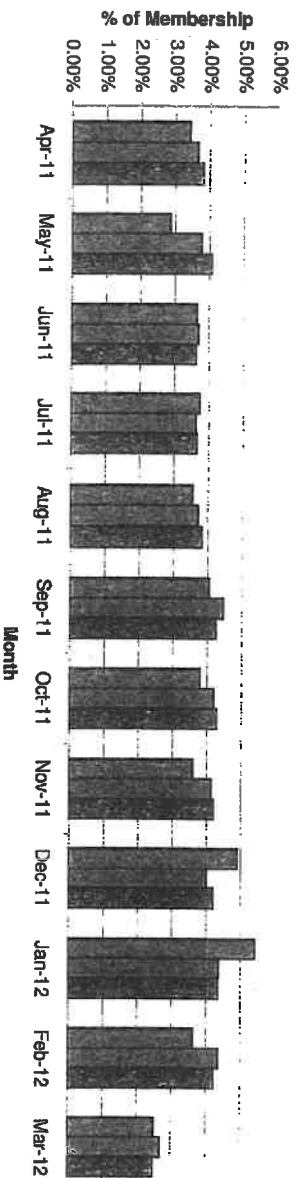 % of Membership
6.00%
5.00%
4.00%
3.00%
2.00%
1.00%
0.00%
Apr-11
May-11
Jun-11
Jul-11
Aug-11
Sep-11
Oct-11
Nov-11
Dec-11
Jan-12
Feb-12
Mar-12
Month